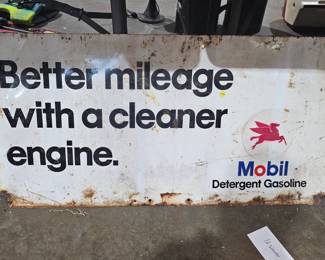 Better mileage
with a cleaner
engine.
Mobil
Detergent Gasoline